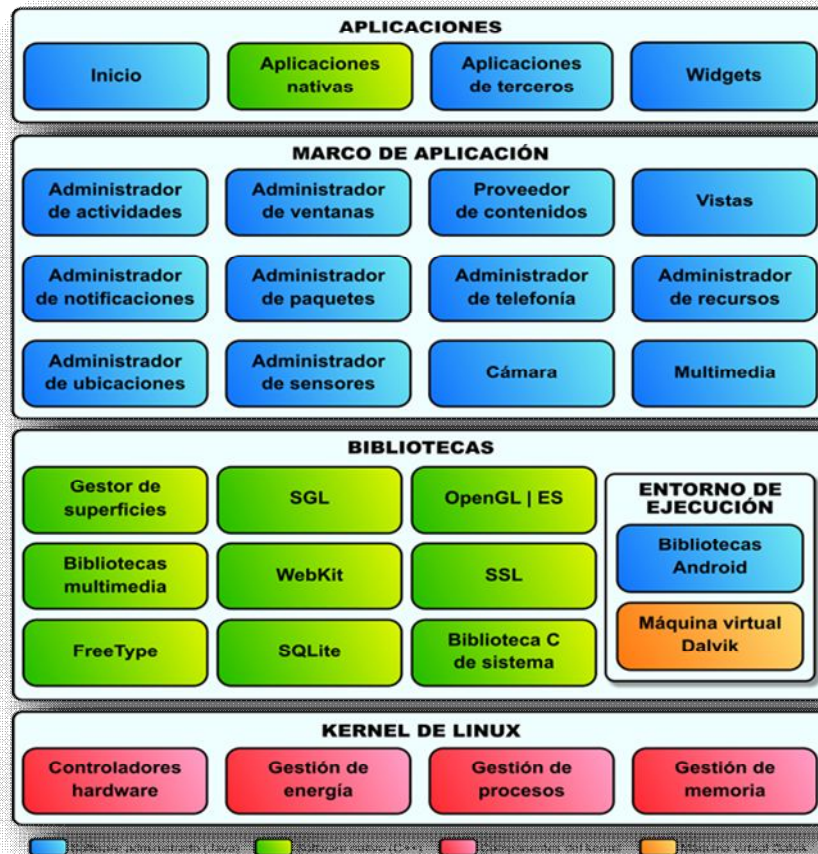 APLICACIONES
Inicio
Aplicaciones
nativas
Aplicaciones
de terceros
Widgets
MARCO DE APLICACIÓN
Administrador
de actividades
Administrador
de ventanas
Proveedor
de contenidos
Vistas
Administrador
de notificaciones
Administrador
de paquetes
Administrador
de telefonía
Administrador
de recursos
Administrador
de ubicaciones
Administrador
de sensores
Cámara
Multimedia
BIBLIOTECAS
Gestor de
superficies
SGL
OpenGL | ES
Bibliotecas
multimedia
WebKit
SSL
FreeType
SQLite
Biblioteca C
de sistema
ENTORNO DE
EJECUCIÓN
Bibliotecas
Android
Máquina virtual
Dalvik
KERNEL DE LINUX
Controladores
hardware
Gestión de
energía
Gestión de
procesos
Gestión de
memoria